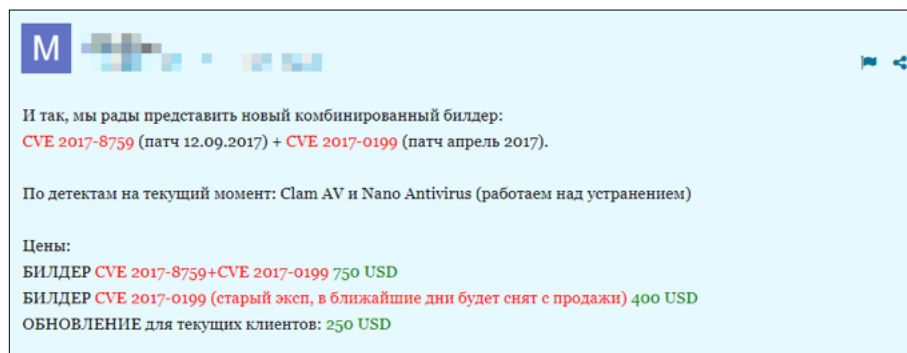 M
И так, мы рады представить новый комбинированный билдер:
CVE 2017-8759 (патч 12.09.2017) + CVE 2017-0199 (патч апрель 2017).
По детектам на текущий момент: Clam AV и Nano Antivirus (работаем над устранением)
Цены:
БИЛДЕР CVE 2017-8759+CVE 2017-0199 750 USD
БИЛДЕР CVE 2017-0199 (старый эксп, в ближайшие дни будет снят с продажи) 400 USD
ОБНОВЛЕНИЕ для текущих клиентов: 250 USD